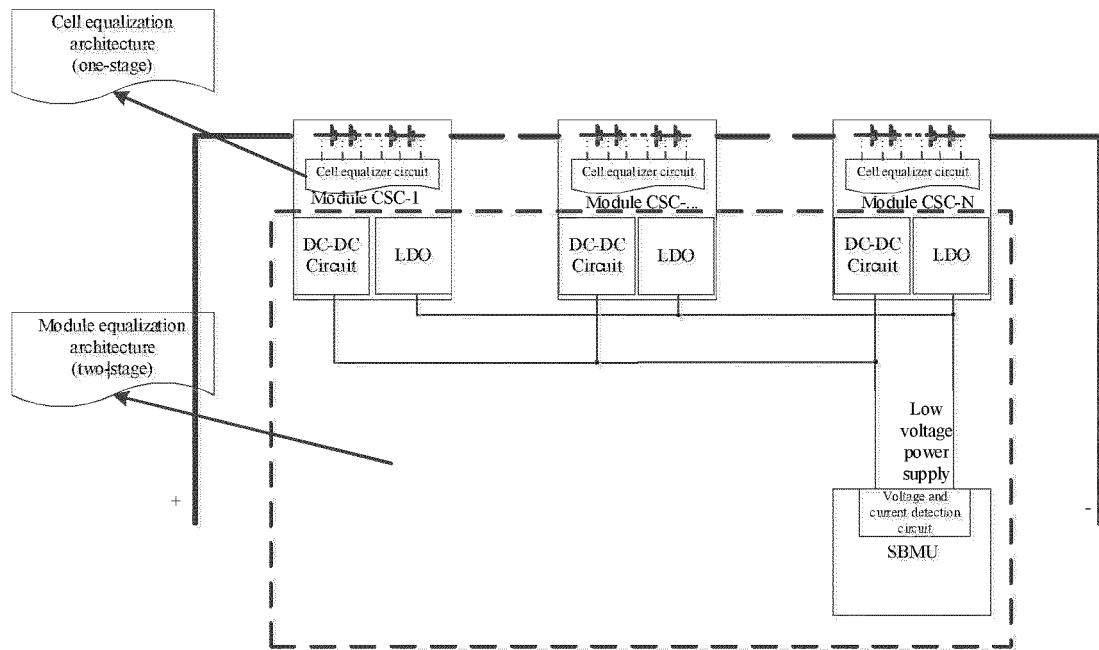 Cell equalization
architecture
(one-stage)
Cell equalizer circuit
Module CSC-1
Cell equalizer circuit
Module CSC-...
Cell equalizer circuit
Module CSC-N
DC-DC
Circuit
LDO
DC-DC
Circuit
LDO
DC-DC
Circuit
LDO
Module equalization
architecture
(two-stage)
Low
voltage
power
supply
+
-
Voltage and
current detection
circuit
SBMU